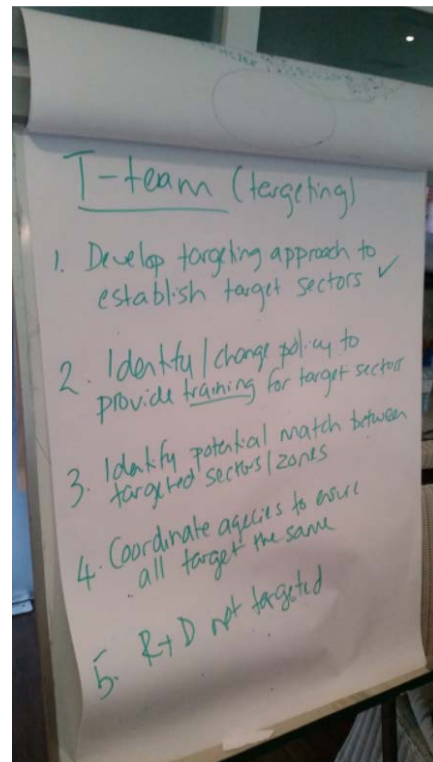 T-team (targeting)
1. Develop targeting approach to
establish target sectors ✓
2. Identify / change policy to
provide training for target sectors
3. Identify potential match between
targeted sectors / zones
4. Coordinate agencies to ensure
all target the same
5. R+D not targeted